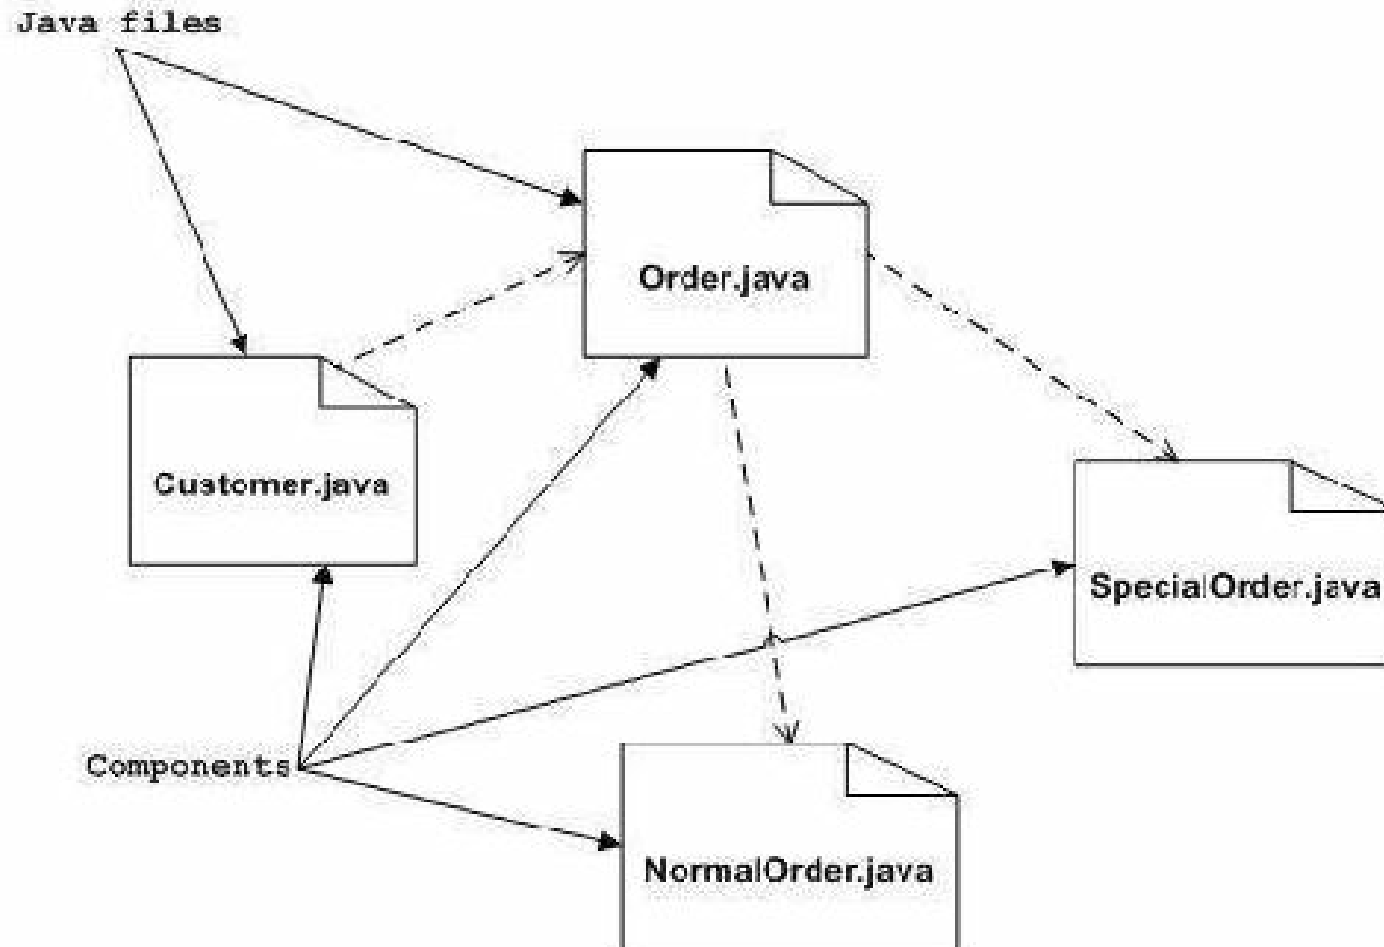 Java files
Order.java
Customer.java
SpecialOrder.java
Components
NormalOrder.java